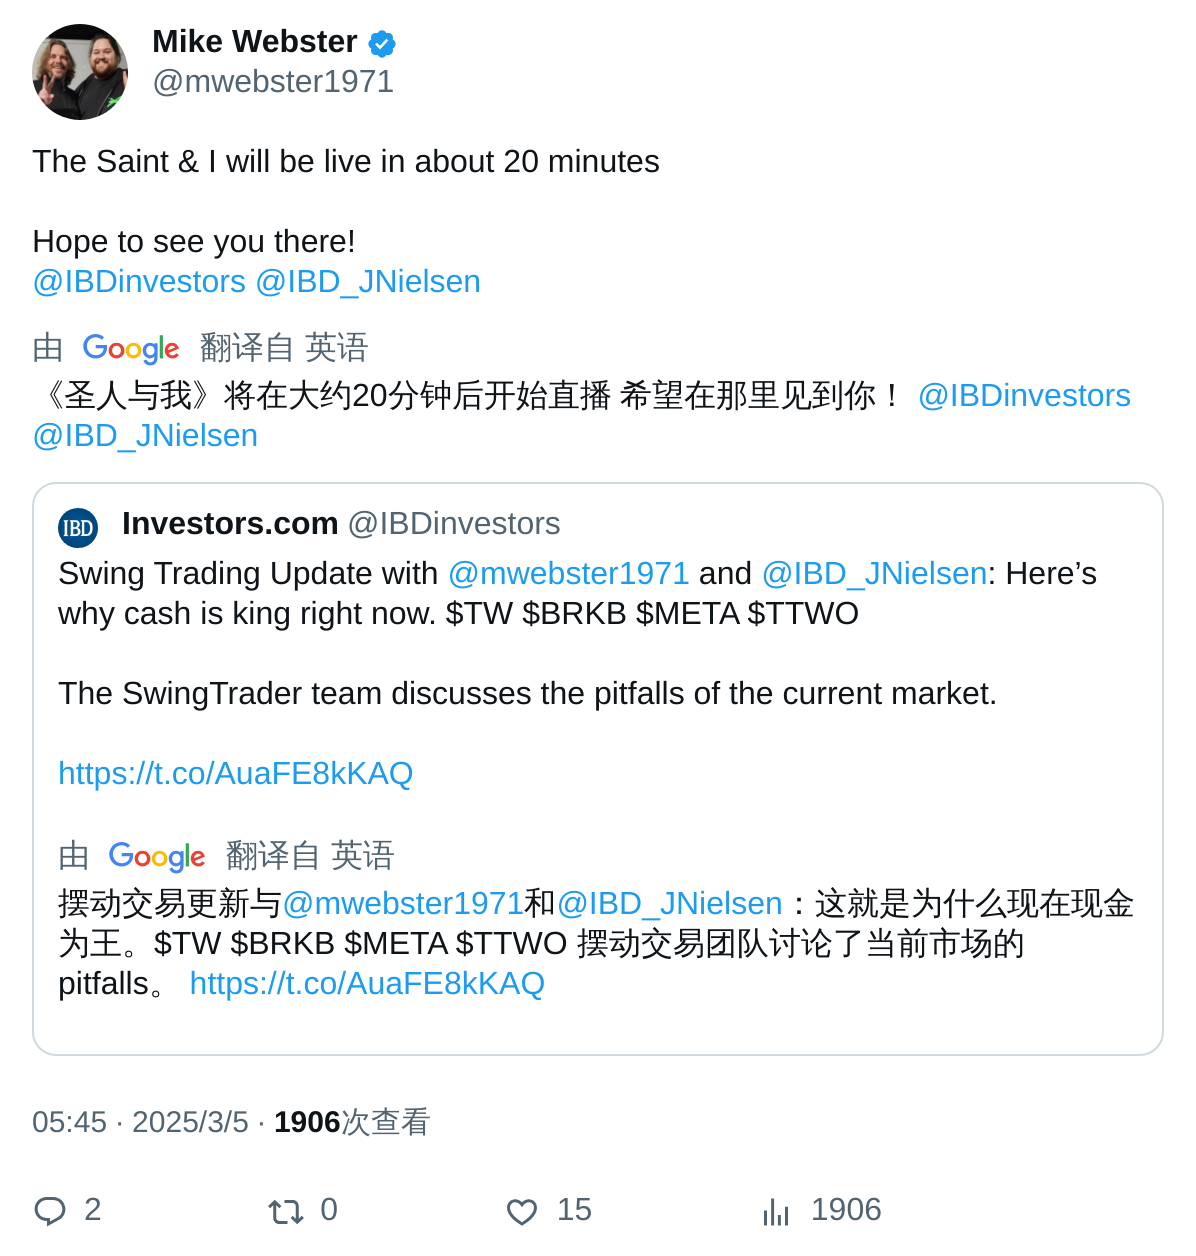 Mike Webster
@mwebster1971
The Saint & I will be live in about 20 minutes
Hope to see you there!
@IBDinvestors @IBD_JNielsen
由 Google 翻译自 英语
《圣人与我》将在大约20分钟后开始直播 希望在那里见到你！ @IBDinvestors
@IBD_JNielsen
IBD Investors.com @IBDinvestors
Swing Trading Update with @mwebster1971 and @IBD_JNielsen: Here’s
why cash is king right now. $TW $BRKB $META $TTWO
The SwingTrader team discusses the pitfalls of the current market.
https://t.co/AuaFE8kKAQ
由 Google 翻译自 英语
摆动交易更新与@mwebster1971和@IBD_JNielsen：这就是为什么现在现金
为王。$TW $BRKB $META $TTWO 摆动交易团队讨论了当前市场的
pitfalls。 https://t.co/AuaFE8kKAQ
05:45 · 2025/3/5 · 1906次查看
2 0 15 1906